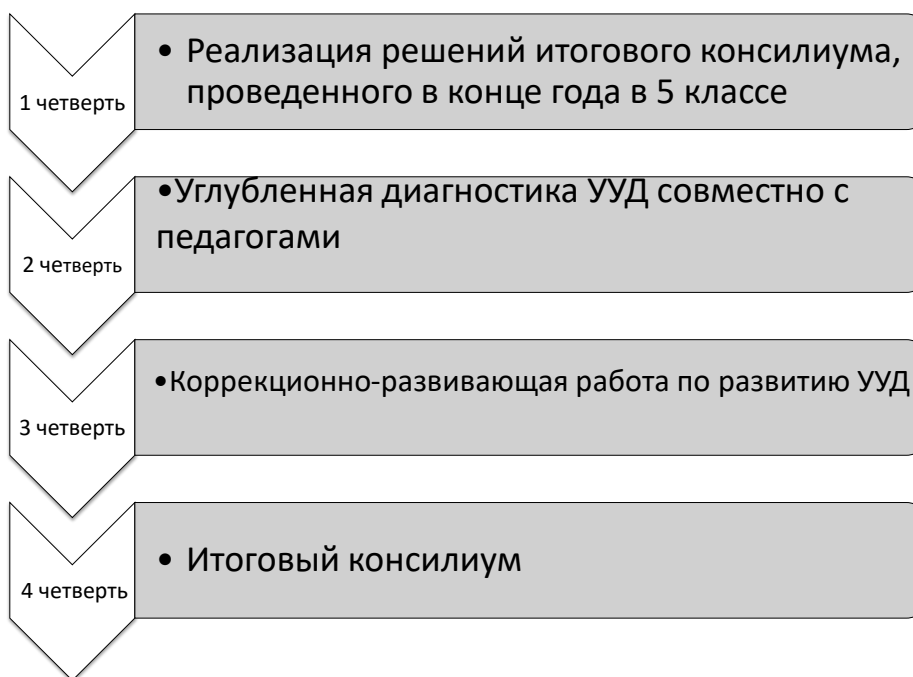 1 четверть
• Реализация решений итогового консилиума,
проведенного в конце года в 5 классе
2 четверть
•Углубленная диагностика УУД совместно с
педагогами
3 четверть
•Коррекционно-развивающая работа по развитию УУД
4 четверть
• Итоговый консилиум